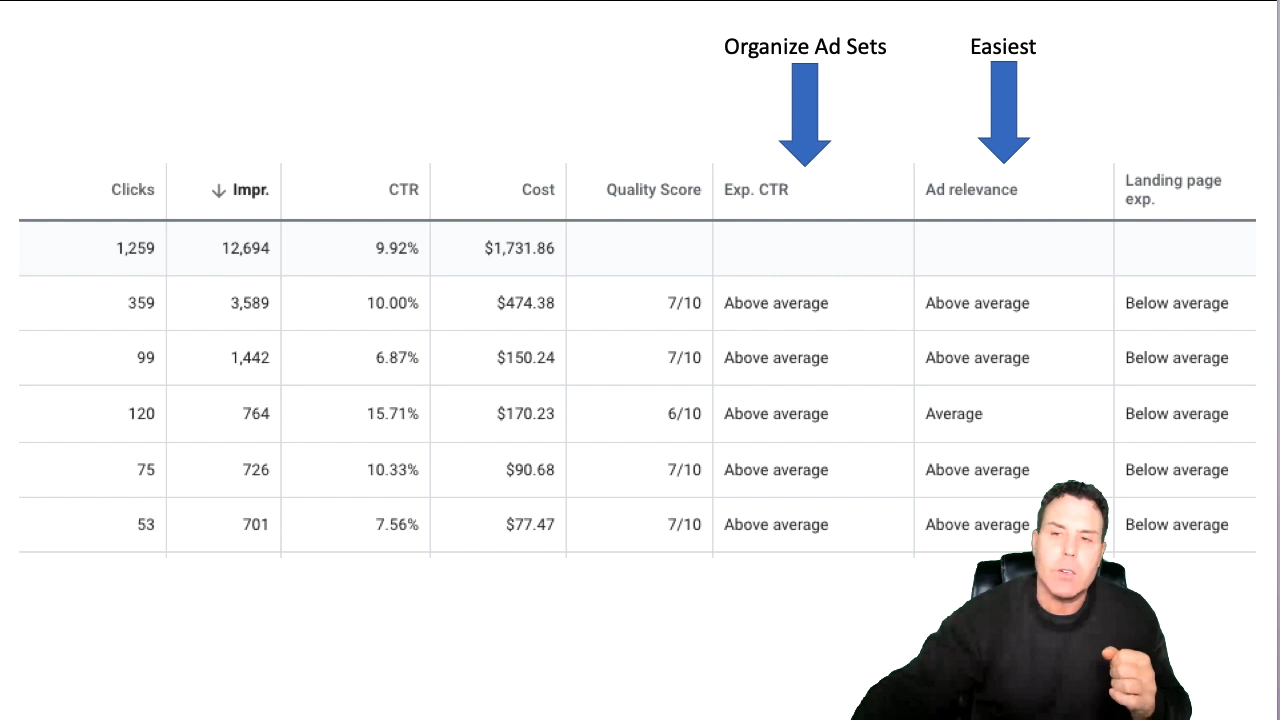 Organize Ad Sets Easiest
Clicks ↓ Impr. CTR Cost Quality Score Exp. CTR Ad relevance Landing page exp.
1,259 12,694 9.92% $1,731.86
359 3,589 10.00% $474.38 7/10 Above average Above average Below average
99 1,442 6.87% $150.24 7/10 Above average Above average Below average
120 764 15.71% $170.23 6/10 Above average Average Below average
75 726 10.33% $90.68 7/10 Above average Above average Below average
53 701 7.56% $77.47 7/10 Above average Above average Below average